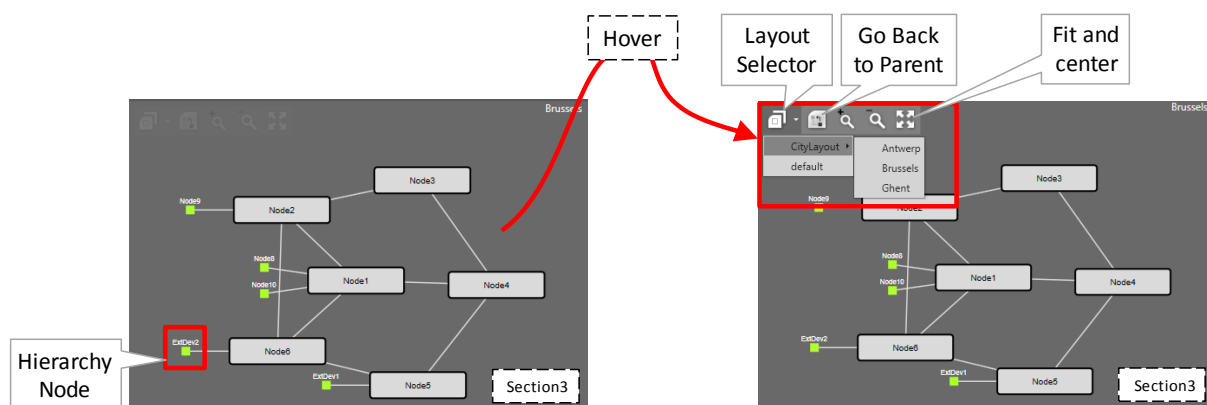 Hover
Layout
Selector
Go Back
to Parent
Fit and
center
Brussels
Node3
Node9
Node2
Node8
Node1
Node10
Node4
ExtDev2
Node6
ExtDev1
Node5
Hierarchy
Node
Section3
Brussels
CityLayout
Antwerp
default
Brussels
Ghent
Node3
Node9
Node2
Node8
Node1
Node10
Node4
ExtDev2
Node6
ExtDev1
Node5
Section3